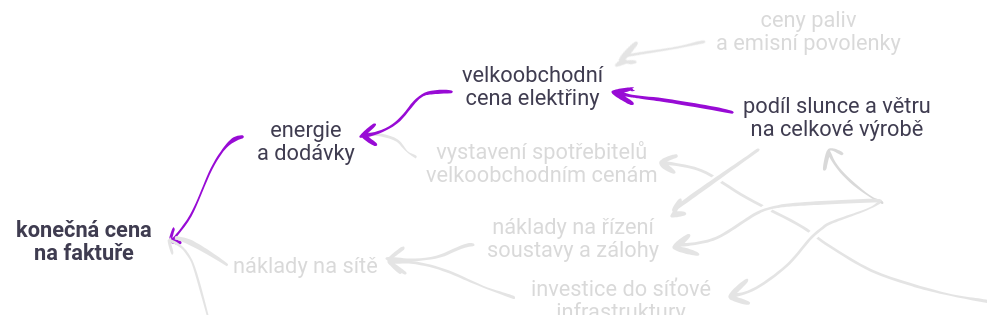 ceny paliv
a emisní povolenky
velkoobchodní
cena elektřiny
podíl slunce a větru
na celkové výrobě
energie
a dodávky
vystavení spotřebitelů
velkoobchodním cenám
konečná cena
na faktuře
náklady na řízení
soustavy a zálohy
náklady na sítě
investice do síťové
infrastruktury